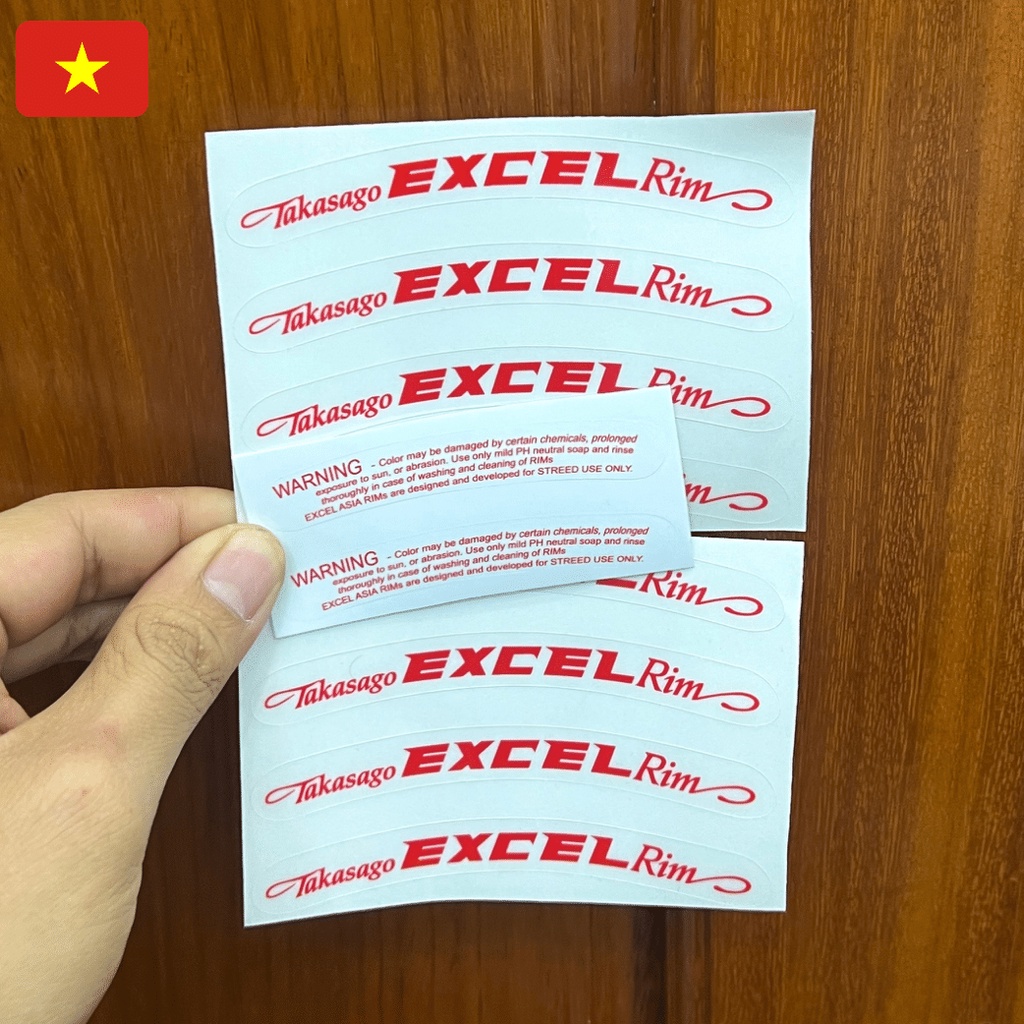 Takasago EXCEL Rim
Takasago EXCEL Rim
Takasago EXCEL Rim
WARNING - Color may be damaged by certain chemicals, prolonged
exposure to sun, or abrasion. Use only mild PH neutral soap and rinse
thoroughly in case of washing and cleaning of RIMs
EXCEL ASIA RIMs are designed and developed for STREED USE ONLY.
WARNING - Color may be damaged by certain chemicals, prolonged
exposure to sun, or abrasion. Use only mild PH neutral soap and rinse
thoroughly in case of washing and cleaning of RIMs
EXCEL ASIA RIMs are designed and developed for STREED USE ONLY.
Rim
Takasago EXCEL Rim
Takasago EXCEL Rim
Takasago EXCEL Rim